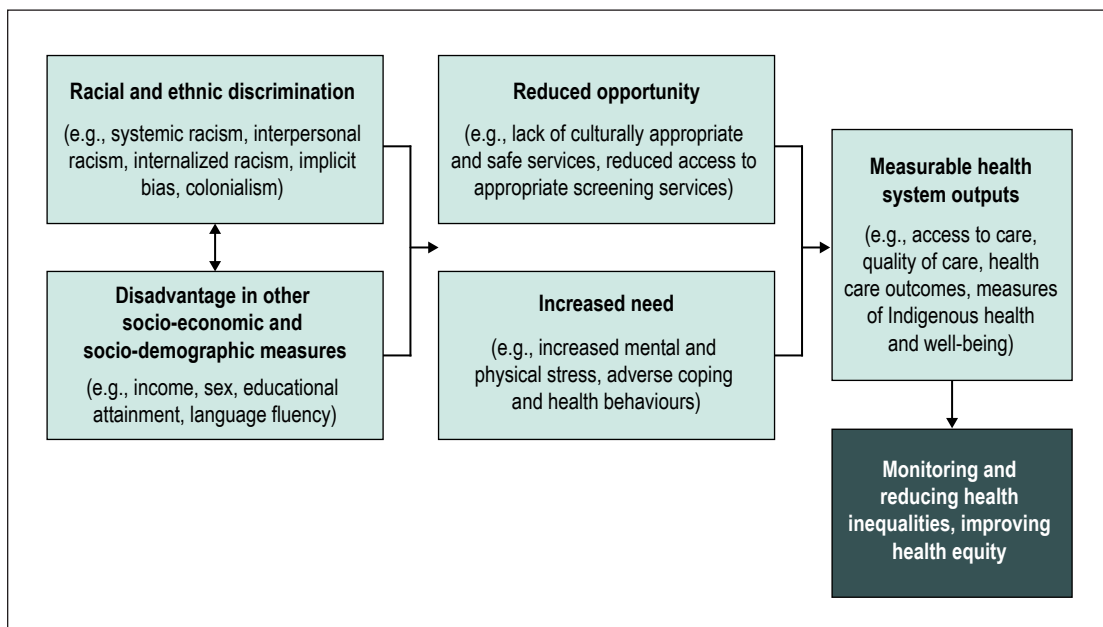 Racial and ethnic discrimination
(e.g., systemic racism, interpersonal
racism, internalized racism, implicit
bias, colonialism)
Disadvantage in other
socio-economic and
socio-demographic measures
(e.g., income, sex, educational
attainment, language fluency)
Reduced opportunity
(e.g., lack of culturally appropriate
and safe services, reduced access to
appropriate screening services)
Increased need
(e.g., increased mental and
physical stress, adverse coping
and health behaviours)
Measurable health
system outputs
(e.g., access to care,
quality of care, health
care outcomes, measures
of Indigenous health
and well-being)
Monitoring and
reducing health
inequalities, improving
health equity